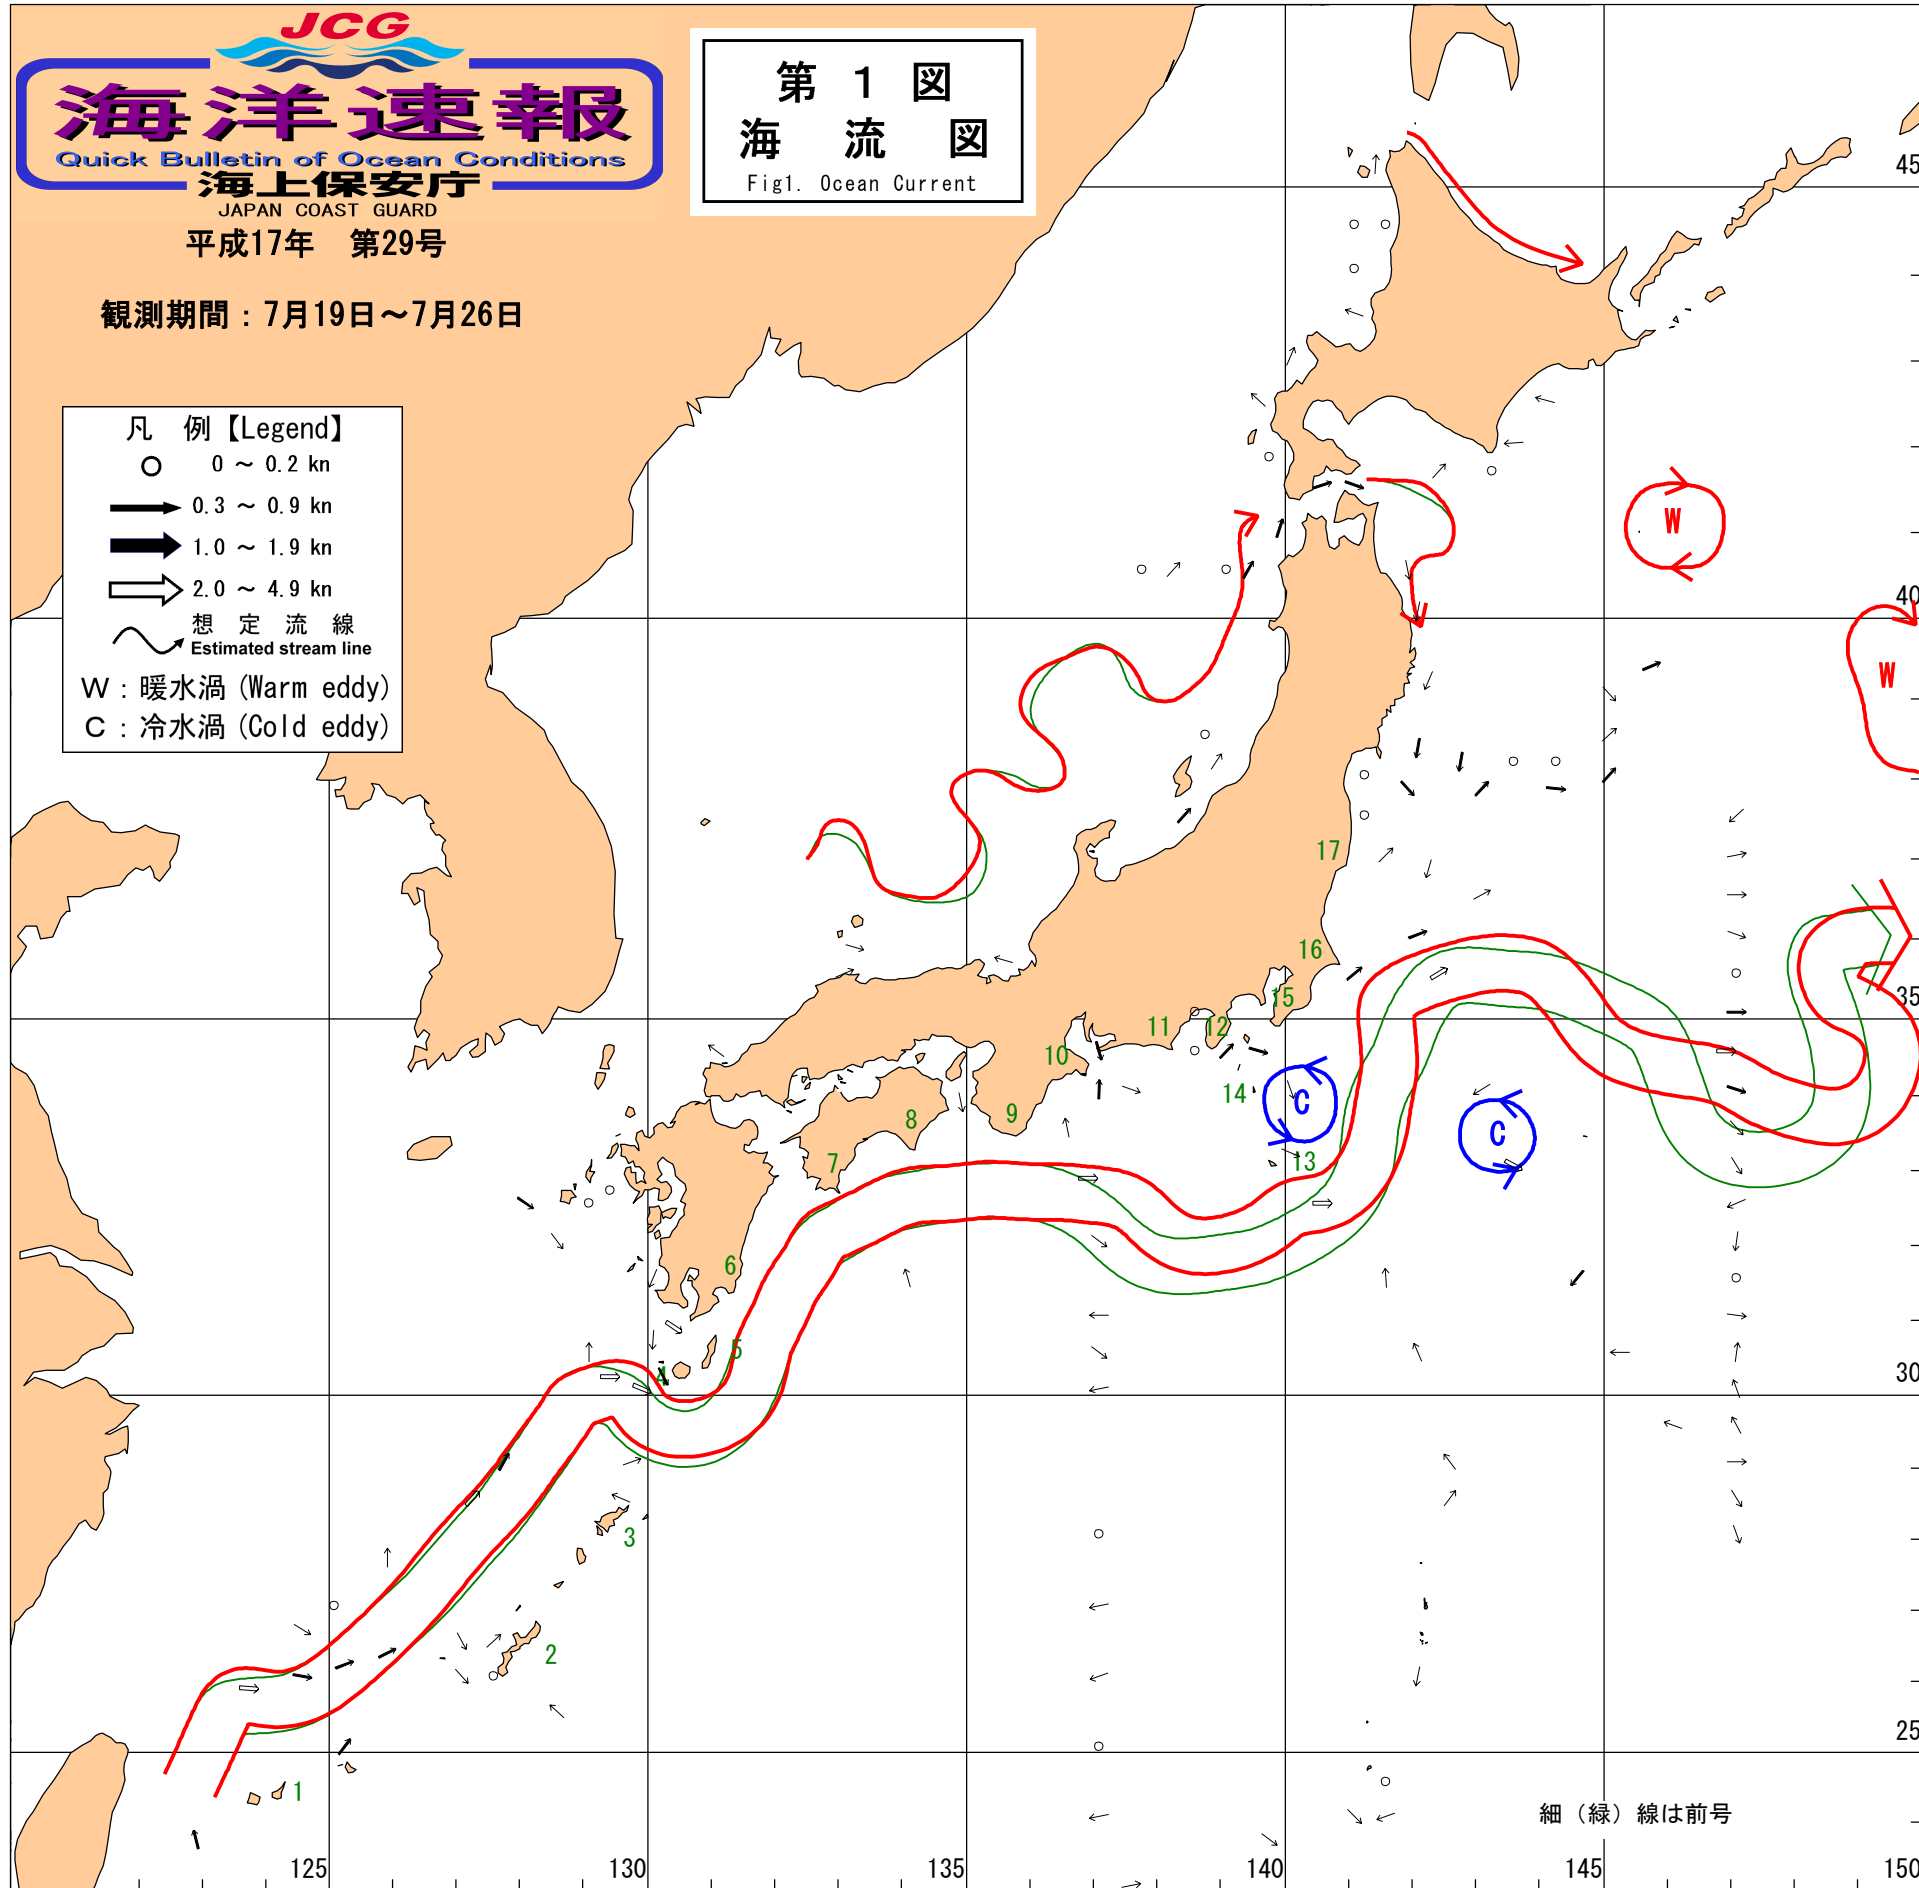 JCG
海洋速報
Quick Bulletin of Ocean Conditions
海上保安庁
JAPAN COAST GUARD
平成17年 第29号
観測期間：7月19日～7月26日
第 1 図
海 流 図
Fig1. Ocean Current
凡 例【Legend】
0 ～ 0.2 kn
0.3 ～ 0.9 kn
1.0 ～ 1.9 kn
2.0 ～ 4.9 kn
想 定 流 線
Estimated stream line
W：暖水渦(Warm eddy)
C：冷水渦(Cold eddy)
45
W
40
W
17
16
35
15
12
11
10
14
C
9
8
C
13
7
6
5
30
4
3
2
25
1
細（緑）線は前号
125
130
135
140
145
150